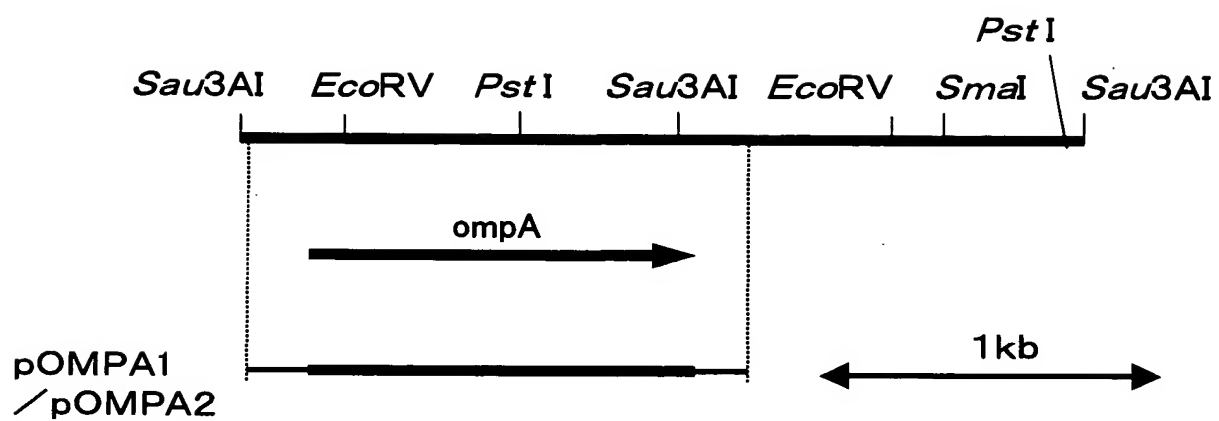 PstI
Sau3AI EcoRV PstI Sau3AI EcoRV SmaI Sau3AI
ompA
1kb
pOMPA1
/pOMPA2